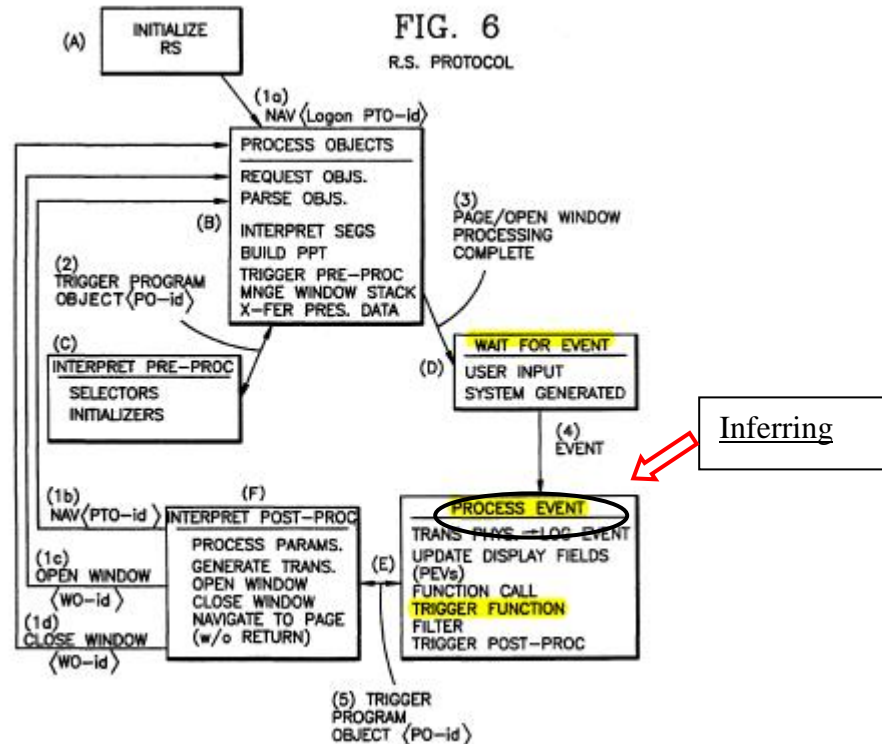 FIG. 6
R.S. PROTOCOL
(A)
INITIALIZE
RS
(1a)
NAV⟨Logon PTO-id⟩
(B)
PROCESS OBJECTS
REQUEST OBJS.
PARSE OBJS.
INTERPRET SEGS
BUILD PPT
TRIGGER PRE-PROC
MNGE WINDOW STACK
X-FER PRES. DATA
(2)
TRIGGER PROGRAM
OBJECT⟨PO-id⟩
(3)
PAGE/OPEN WINDOW
PROCESSING
COMPLETE
(C)
INTERPRET PRE-PROC
SELECTORS
INITIALIZERS
(D)
WAIT FOR EVENT
USER INPUT
SYSTEM GENERATED
(4)
EVENT
Inferring
(E)
PROCESS EVENT
TRANS PHYS.→LOG EVENT
UPDATE DISPLAY FIELDS
(PEVs)
FUNCTION CALL
TRIGGER FUNCTION
FILTER
TRIGGER POST-PROC
(F)
INTERPRET POST-PROC
PROCESS PARAMS.
GENERATE TRANS.
OPEN WINDOW
CLOSE WINDOW
NAVIGATE TO PAGE
(w/o RETURN)
(1b)
NAV⟨PTO-id⟩
(1c)
OPEN WINDOW
⟨WO-id⟩
(1d)
CLOSE WINDOW
⟨WO-id⟩
(5) TRIGGER
PROGRAM
OBJECT ⟨PO-id⟩